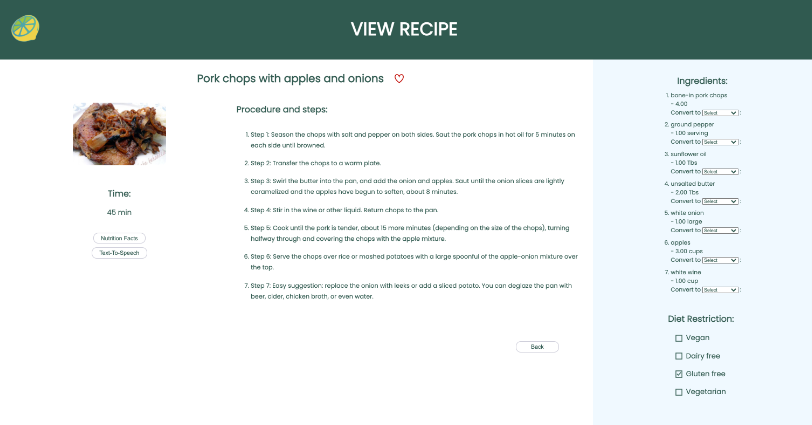 VIEW RECIPE
Pork chops with apples and onions
Time:
45 min
Nutrition Facts
Text-To-Speech
Procedure and steps:
1. Step 1: Season the chops with salt and pepper on both sides. Saut the pork chops in hot oil for 5 minutes on
each side until browned.
2. Step 2: Transfer the chops to a warm plate.
3. Step 3: Swirl the butter into the pan, and add the onion and apples. Saut until the onion slices are lightly
caramelized and the apples have begun to soften, about 8 minutes.
4. Step 4: Stir in the wine or other liquid. Return chops to the pan.
5. Step 5: Cook until the pork is tender, about 15 more minutes (depending on the size of the chops), turning
halfway through and covering the chops with the apple mixture.
6. Step 6: Serve the chops over rice or mashed potatoes with a large spoonful of the apple-onion mixture over
the top.
7. Step 7: Easy suggestion: replace the onion with leeks or add a sliced potato. You can deglaze the pan with
beer, cider, chicken broth, or even water.
Back
Ingredients:
1. bone-in pork chops
- 4.00
Convert to Select :
2. ground pepper
- 1.00 serving
Convert to Select :
3. sunflower oil
- 1.00 Tbs
Convert to Select :
4. unsalted butter
- 2.00 Tbs
Convert to Select :
5. white onion
- 1.00 large
Convert to Select :
6. apples
- 3.00 cups
Convert to Select :
7. white wine
- 1.00 cup
Convert to Select :
Diet Restriction:
Vegan
Dairy free
Gluten free
Vegetarian